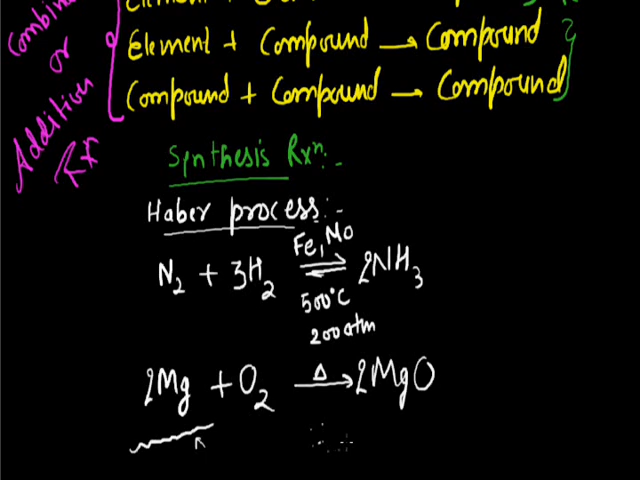 Element +
Element + Compound → Compound
Compound + Compound → Compound
or
Addition
Rxⁿ
Synthesis Rxⁿ:-
Haber process:-
Fe, Mo
N₂ + 3H₂ ⇌ 2NH₃
500°C
200 atm
Δ
2Mg + O₂ → 2MgO